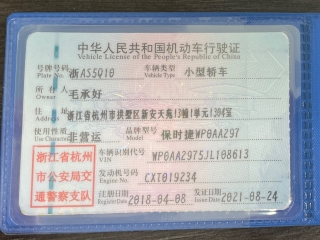 中华人民共和国机动车行驶证
Vehicle License of the People's Republic of China
号牌号码 浙AS5Q10 车辆类型 小型轿车
Plate No. Vehicle Type
所有人 毛承好
Owner
住址 浙江省杭州市拱墅区新安天苑13幢1单元1304室
Address
使用性质 非营运 品牌型号 保时捷WP0AA297
Use Character Model
浙江省杭州 车辆识别代号 WP0AA2975JL108613
VIN
市公安局交 发动机号码 CXT019234
Engine No.
通警察支队 注册日期 2018-04-08 发证日期 2021-08-24
Register Date Issue Date